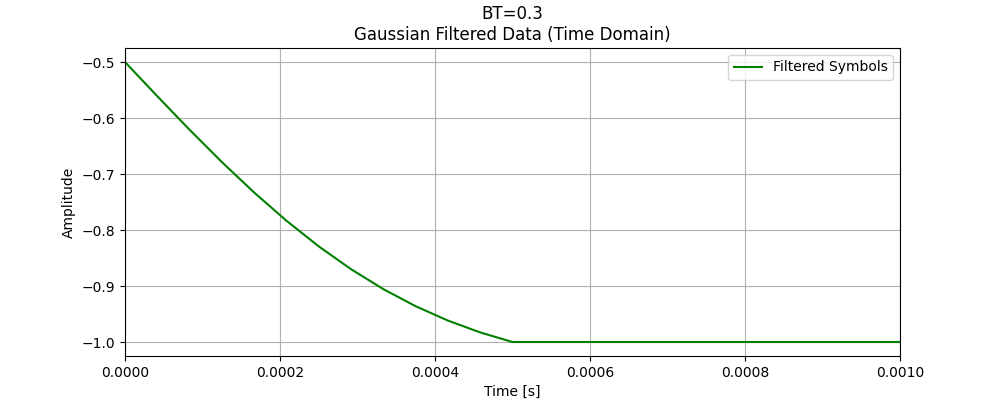 BT=0.3
Gaussian Filtered Data (Time Domain)
Filtered Symbols
Amplitude
−0.5
−0.6
−0.7
−0.8
−0.9
−1.0
0.0000 0.0002 0.0004 0.0006 0.0008 0.0010
Time [s]